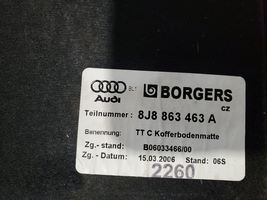 BORGERS
CZ
Audi
BL1
Teilnummer: 8J8 863 463 A
Benennung: TT C Kofferbodenmatte
Zg.- stand: B06033466/00
Zg. - Datum: 15.03.2006 Stand: 06S
2260